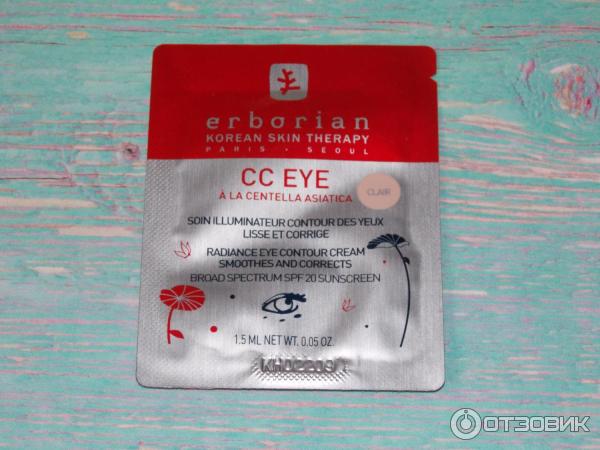 erborian
KOREAN SKIN THERAPY
PARIS • SEOUL
CC EYE
À LA CENTELLA ASIATICA
CLAIR
SOIN ILLUMINATEUR CONTOUR DES YEUX
LISSE ET CORRIGE
RADIANCE EYE CONTOUR CREAM
SMOOTHES AND CORRECTS
BROAD SPECTRUM SPF 20 SUNSCREEN
1.5 ML NET WT. 0.05 OZ.
ОТЗОВИК